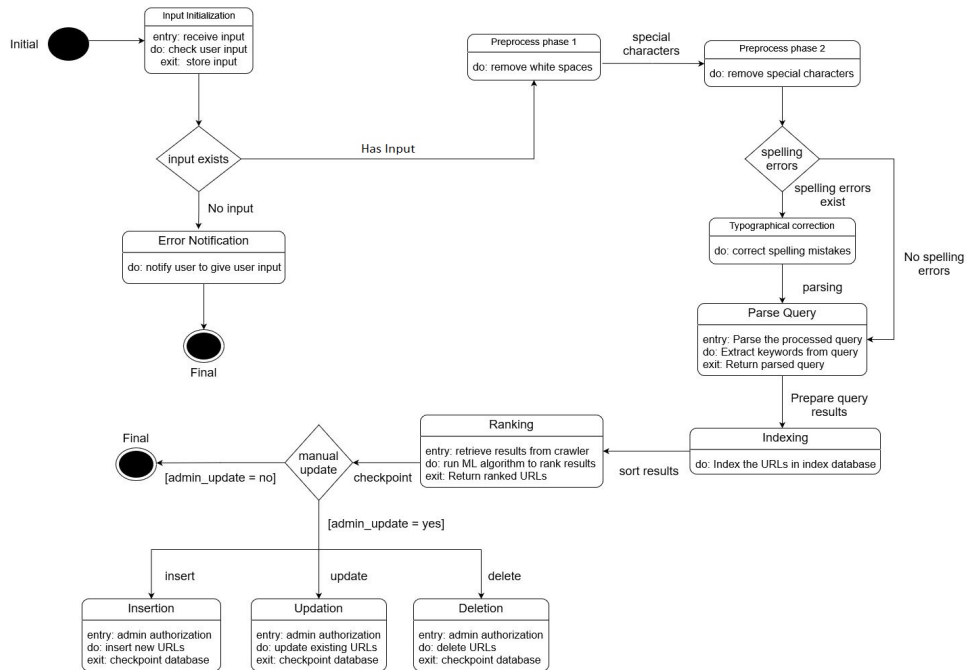 Initial
Input Initialization
entry: receive input
do: check user input
exit: store input
input exists
Has Input
No input
Error Notification
do: notify user to give user input
Final
Preprocess phase 1
do: remove white spaces
special
characters
Preprocess phase 2
do: remove special characters
spelling
errors
spelling errors
exist
Typographical correction
do: correct spelling mistakes
No spelling
errors
parsing
Parse Query
entry: Parse the processed query
do: Extract keywords from query
exit: Return parsed query
Prepare query
results
Indexing
do: Index the URLs in index database
sort results
Ranking
entry: retrieve results from crawler
do: run ML algorithm to rank results
exit: Return ranked URLs
checkpoint
manual
update
[admin_update = no]
Final
[admin_update = yes]
insert
update
delete
Insertion
entry: admin authorization
do: insert new URLs
exit: checkpoint database
Updation
entry: admin authorization
do: update existing URLs
exit: checkpoint database
Deletion
entry: admin authorization
do: delete URLs
exit: checkpoint database